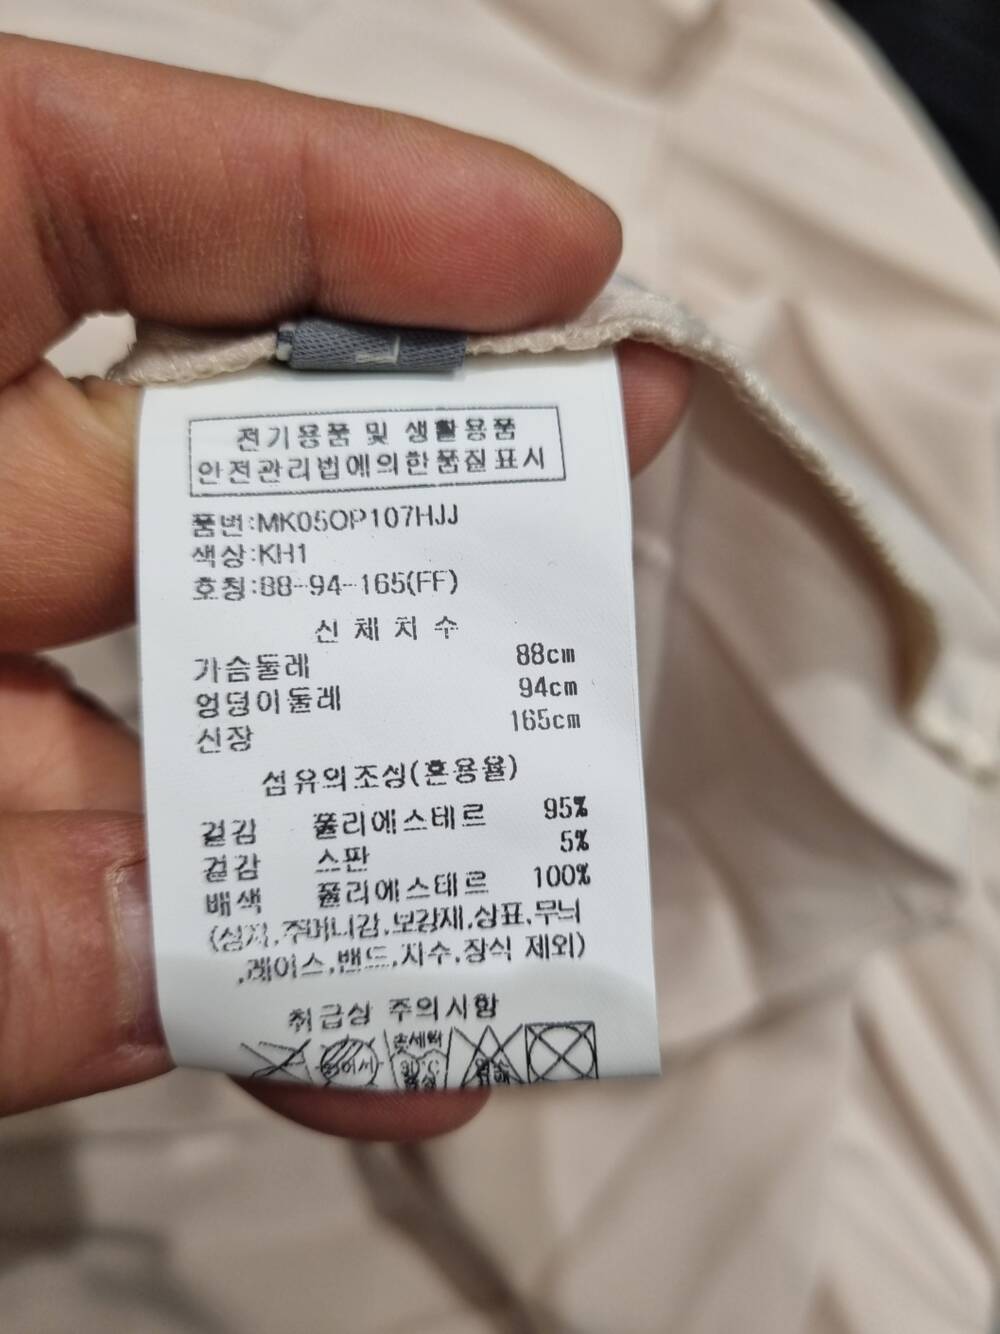 전기용품 및 생활용품
안전관리법에의한품질표시
품번:MK05OP107HJJ
색상:KH1
호칭:88-94-165(FF)
신 체 치 수
가슴둘레 88cm
엉덩이둘레 94cm
신장 165cm
섬유의조성(혼용율)
겉감 폴리에스테르 95%
겉감 스판 5%
배색 폴리에스테르 100%
(심지,주머니감,보강재,상표,무늬
,레이스,밴드,자수,장식 제외)
취급상 주의사항
손세탁
30°C